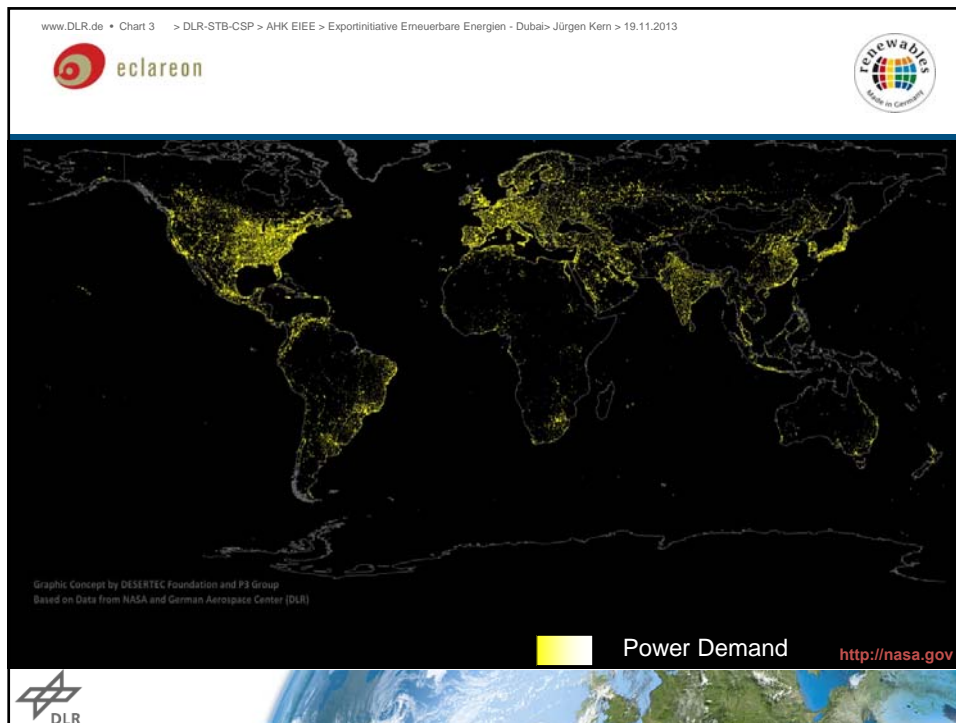 www.DLR.de • Chart 3 > DLR-STB-CSP > AHK EIEE > Exportinitiative Erneuerbare Energien - Dubai> Jürgen Kern > 19.11.2013
eclareon
renewables
Made in Germany
Graphic Concept by DESERTEC Foundation and P3 Group
Based on Data from NASA and German Aerospace Center (DLR)
Power Demand
http://nasa.gov
DLR